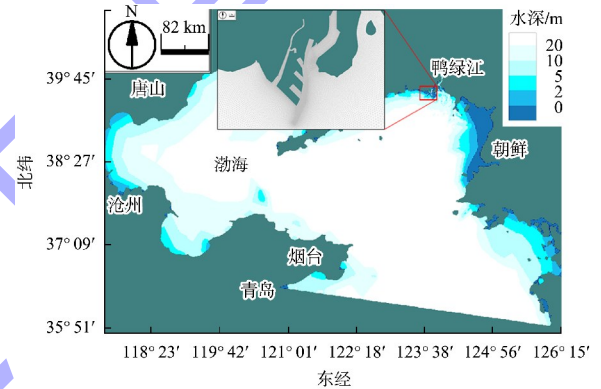 N
82 km
水深/m
20
10
5
2
0
鸭绿江
39°45′
唐山
38°27′
渤海
朝鲜
北纬
沧州
37°09′
烟台
青岛
35°51′
118°23′ 119°42′ 121°01′ 122°18′ 123°38′ 124°56′ 126°15′
东经